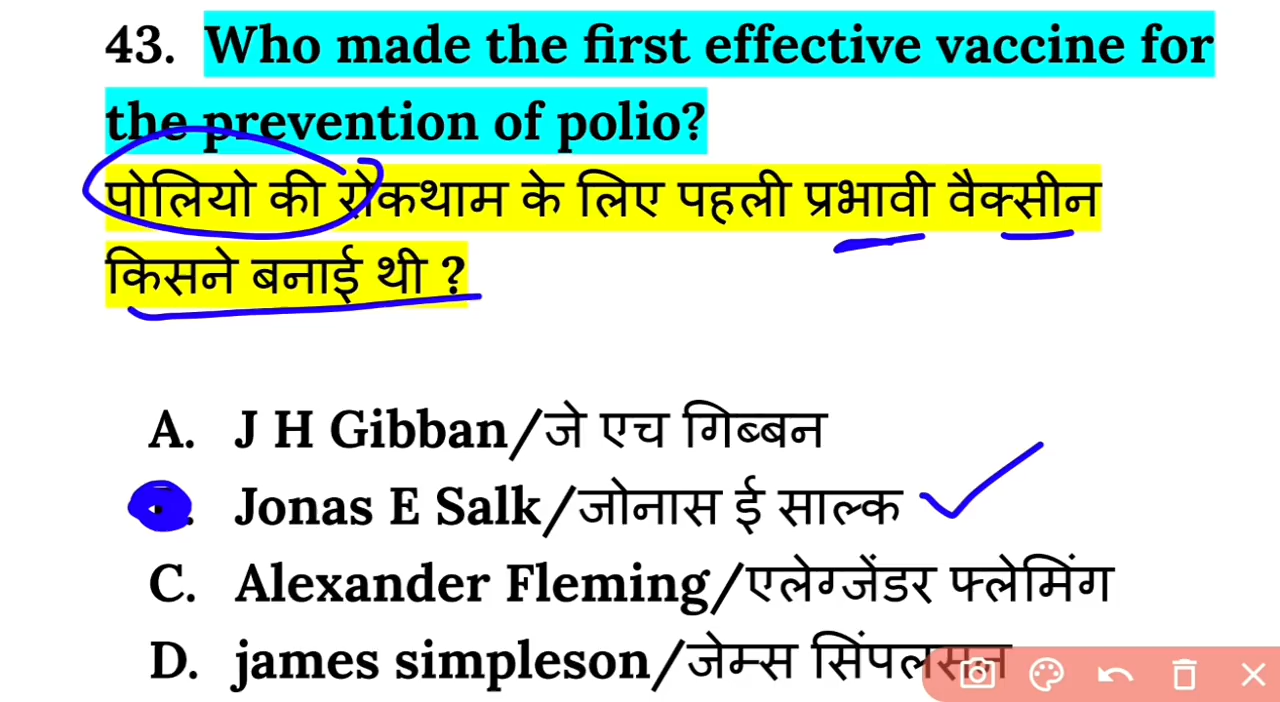 43. Who made the first effective vaccine for
the prevention of polio?
पोलियो की रोकथाम के लिए पहली प्रभावी वैक्सीन
किसने बनाई थी ?
A. J H Gibban/जे एच गिब्बन
Jonas E Salk/जोनास ई साल्क
C. Alexander Fleming/एलेग्जेंडर फ्लेमिंग
D. james simpleson/जेम्स सिंपलसन